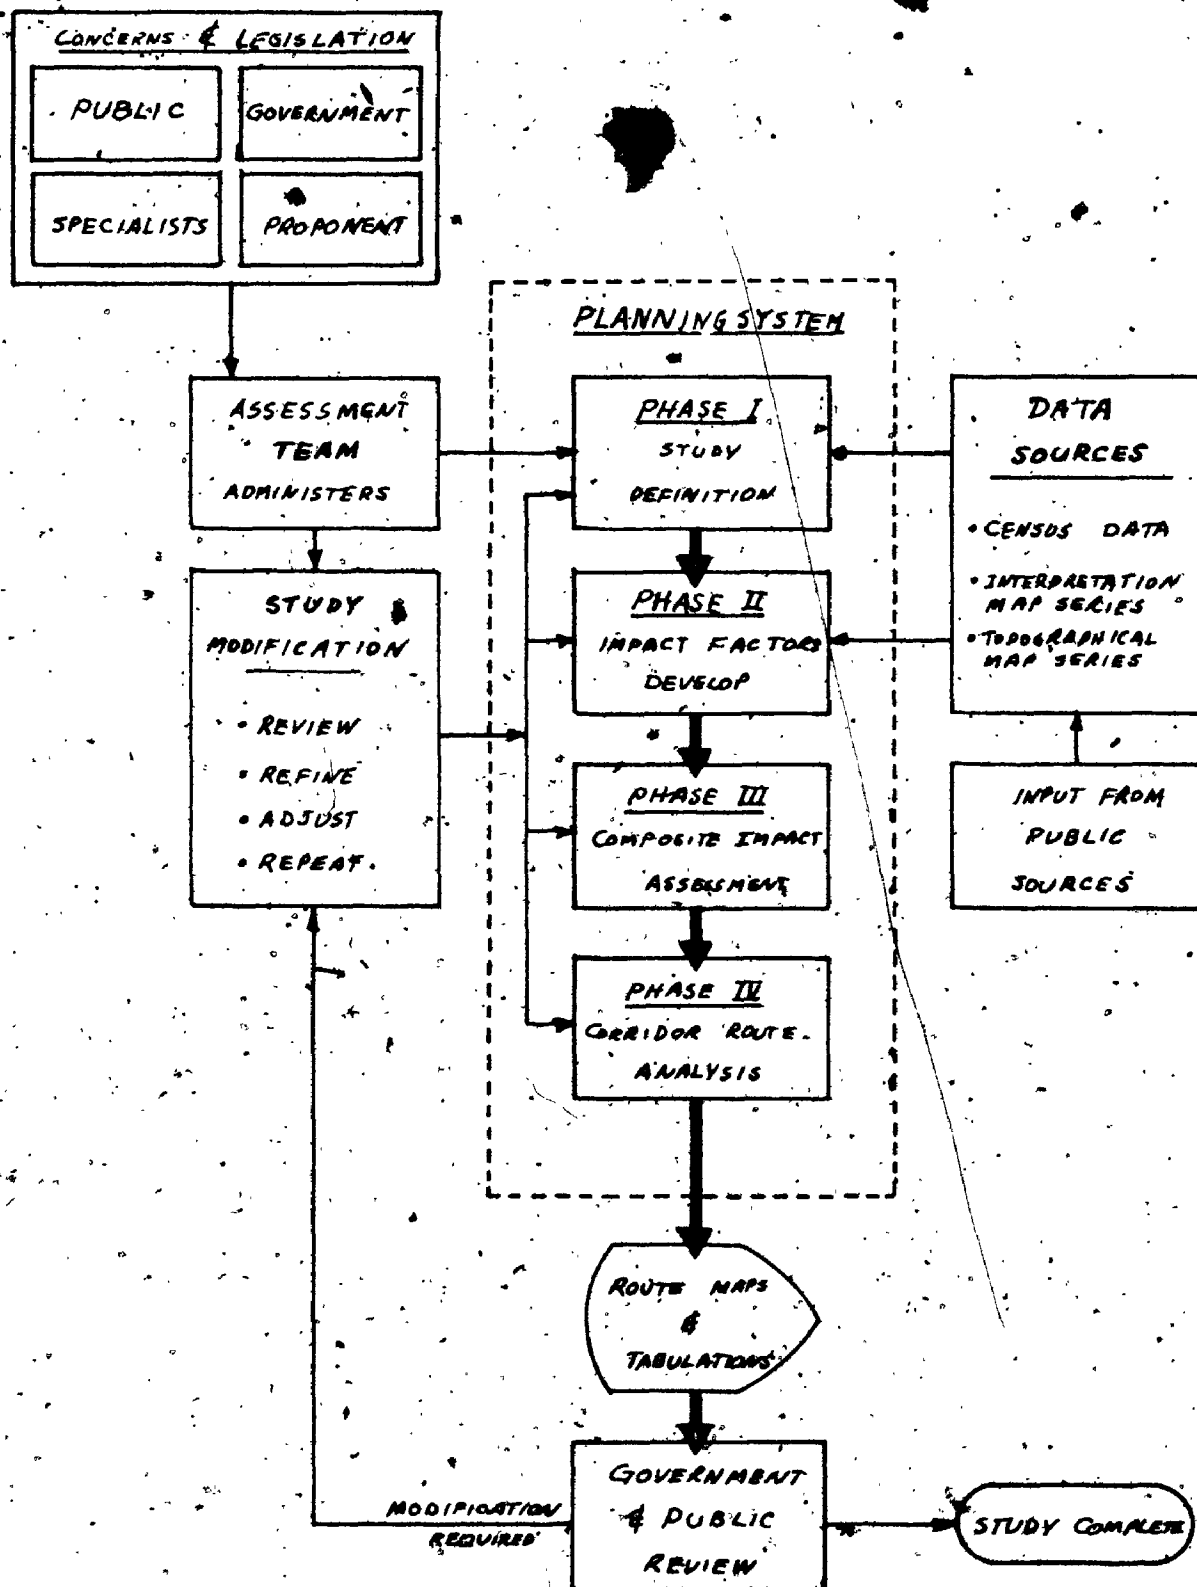 CONCERNS & LEGISLATION
PUBLIC
GOVERNMENT
SPECIALISTS
PROPONENT
PLANNING SYSTEM
ASSESSMENT
TEAM
ADMINISTERS
PHASE I
STUDY
DEFINITION
DATA
SOURCES
• CENSUS DATA
• INTERPRETATION
MAP SERIES
• TOPOGRAPHICAL
MAP SERIES
STUDY
MODIFICATION
• REVIEW
• REFINE
• ADJUST
• REPEAT.
PHASE II
IMPACT FACTORS
DEVELOP
PHASE III
COMPOSITE IMPACT
ASSESSMENT
INPUT FROM
PUBLIC
SOURCES
PHASE IV
CORRIDOR ROUTE
ANALYSIS
ROUTE MAPS
&
TABULATIONS
GOVERNMENT
& PUBLIC
REVIEW
MODIFICATION
REQUIRED
STUDY COMPLETE